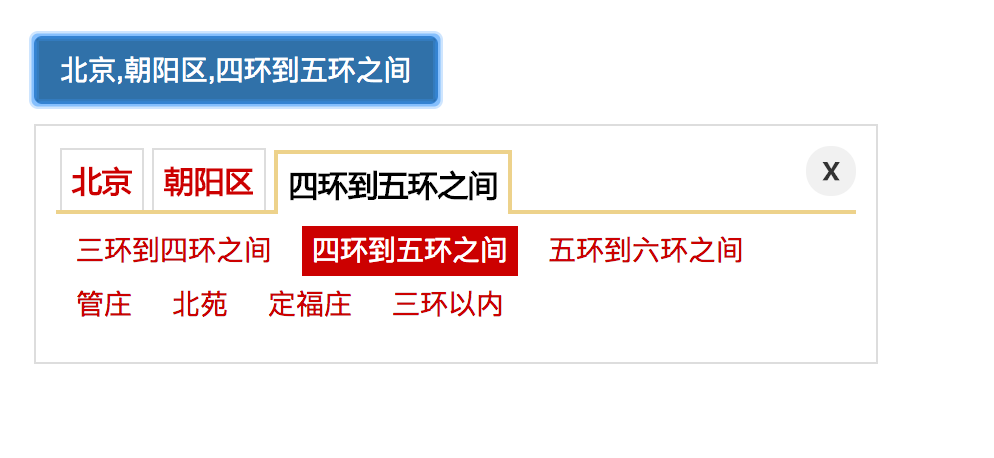 北京,朝阳区,四环到五环之间
北京 朝阳区 四环到五环之间 X
三环到四环之间 四环到五环之间 五环到六环之间
管庄 北苑 定福庄 三环以内